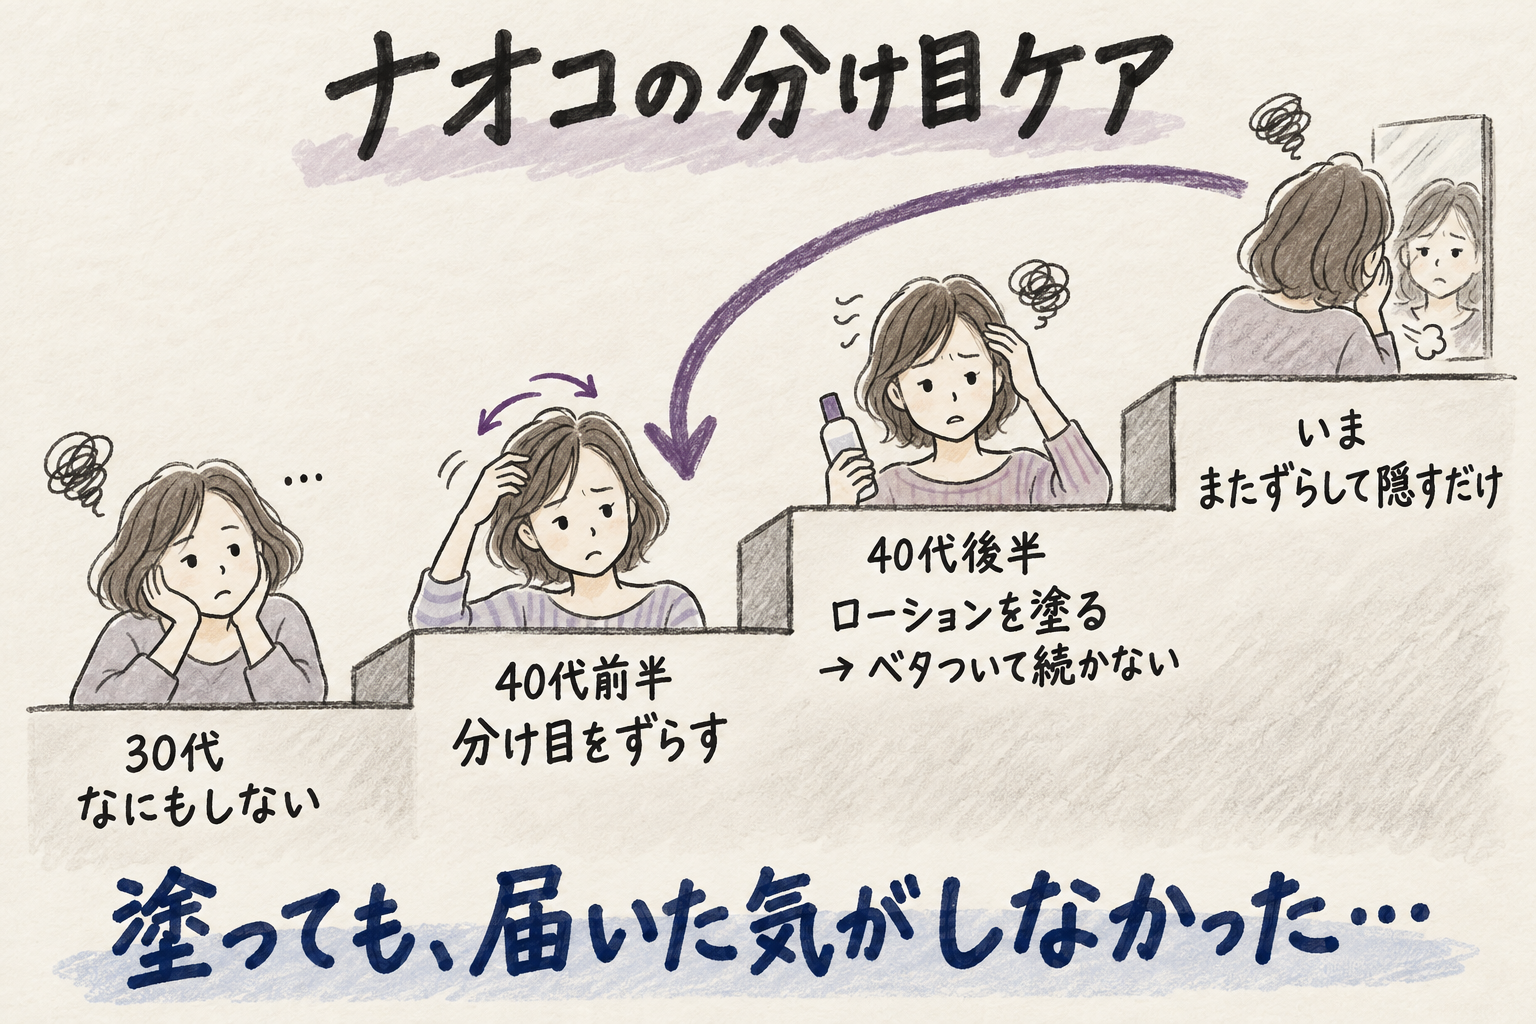 ナオコの分け目ケア
30代
なにもしない
40代前半
分け目をずらす
40代後半
ローションを塗る
→ ベタついて続かない
いま
またずらして隠すだけ
塗っても、届いた気がしなかった…